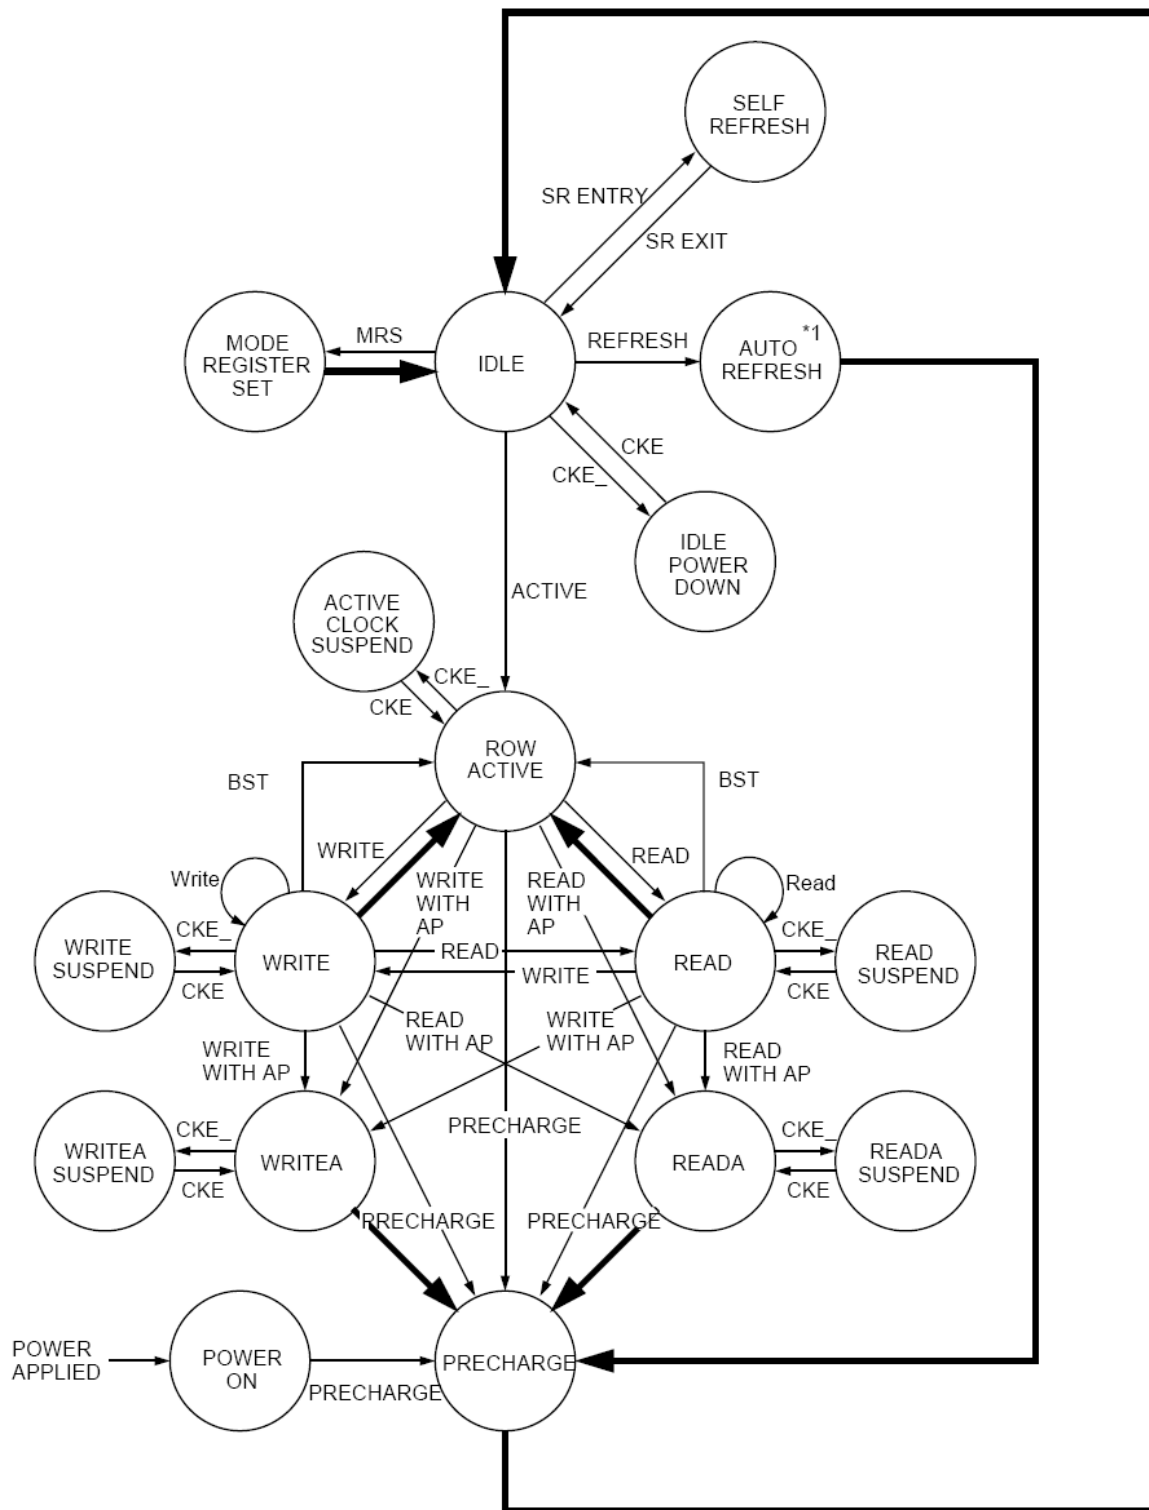 SELF
REFRESH
SR ENTRY
SR EXIT
MODE
REGISTER
SET
MRS
IDLE
REFRESH
*1
AUTO
REFRESH
CKE
CKE_
IDLE
POWER
DOWN
ACTIVE
ACTIVE
CLOCK
SUSPEND
CKE_
CKE
ROW
ACTIVE
BST
BST
WRITE
READ
Write
WRITE
WITH
AP
READ
WITH
AP
Read
WRITE
SUSPEND
CKE_
CKE
WRITE
READ
WRITE
READ
CKE_
CKE
READ
SUSPEND
READ
WITH AP
WRITE
WITH AP
WRITE
WITH AP
READ
WITH AP
PRECHARGE
WRITEA
SUSPEND
CKE_
CKE
WRITEA
READA
CKE_
CKE
READA
SUSPEND
PRECHARGE
PRECHARGE
POWER
APPLIED
POWER
ON
PRECHARGE
PRECHARGE